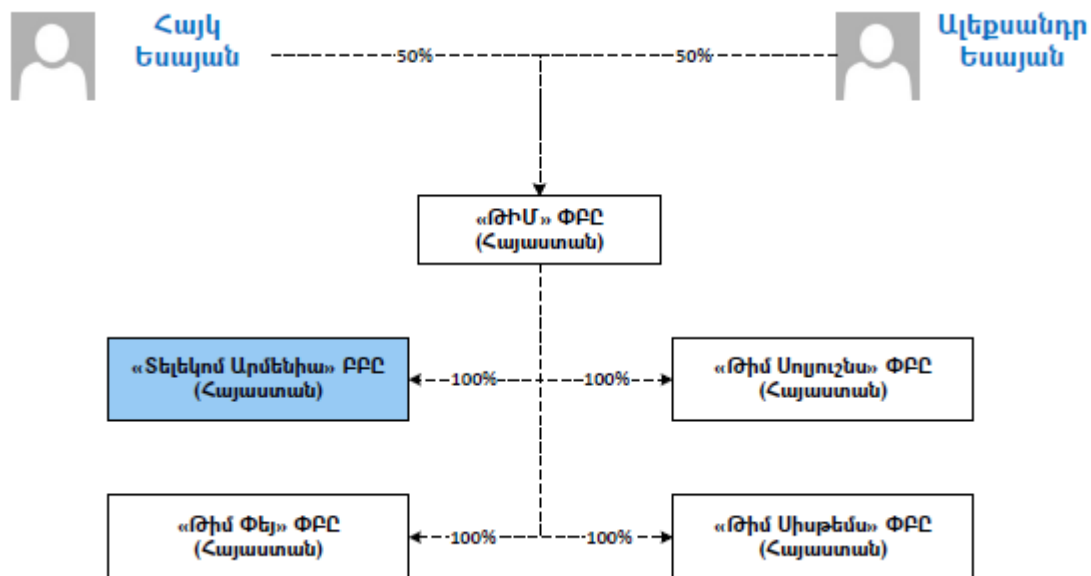 Հայկ
Եսայան
Ալեքսանդր
Եսայան
50%
50%
«ԹԻՄ» ՓԲԸ
(Հայաստան)
«Տելեկոմ Արմենիա» ԲԲԸ
(Հայաստան)
100%
100%
«Թիմ Սոլյուշնս» ՓԲԸ
(Հայաստան)
«Թիմ Փեյ» ՓԲԸ
(Հայաստան)
100%
100%
«Թիմ Սիսթեմս» ՓԲԸ
(Հայաստան)